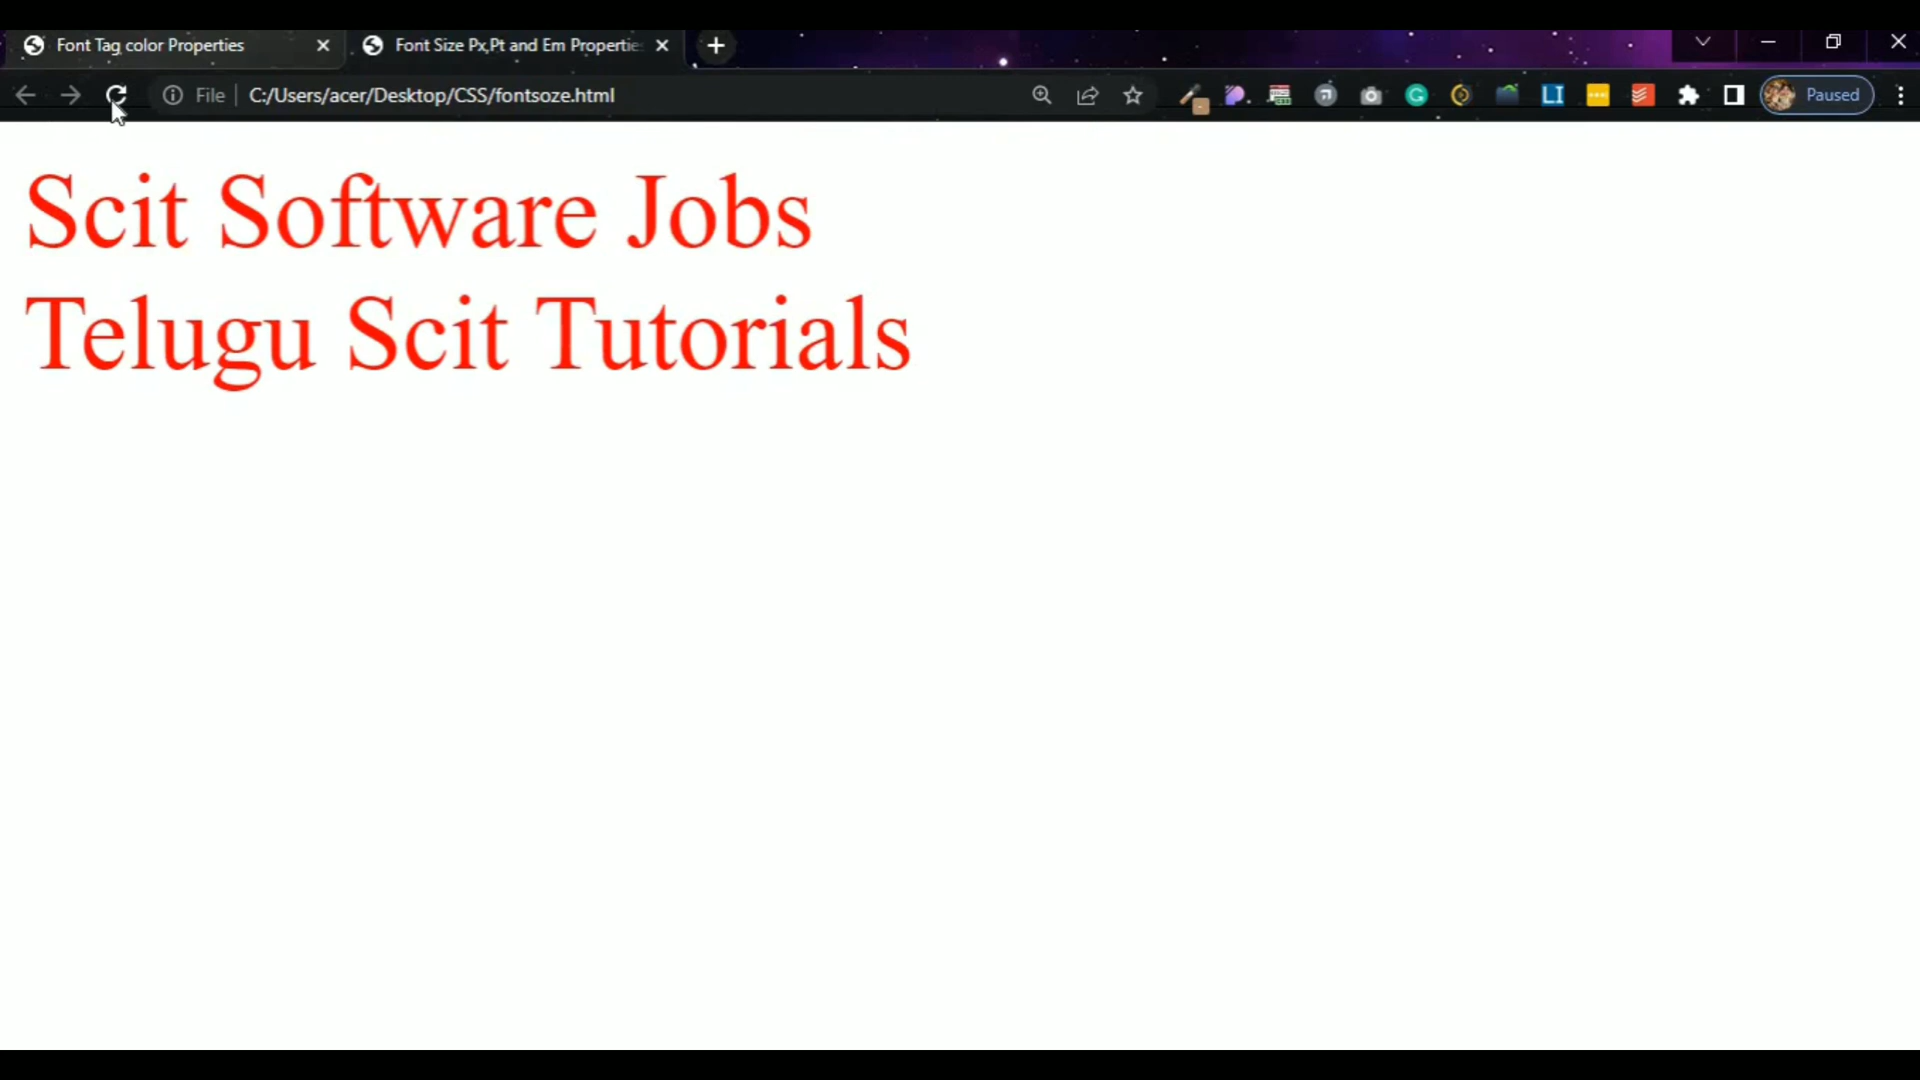 Font Tag color Properties
Font Size Px,Pt and Em Propertie
File C:/Users/acer/Desktop/CSS/fontsoze.html
LI
Paused
Scit Software Jobs
Telugu Scit Tutorials